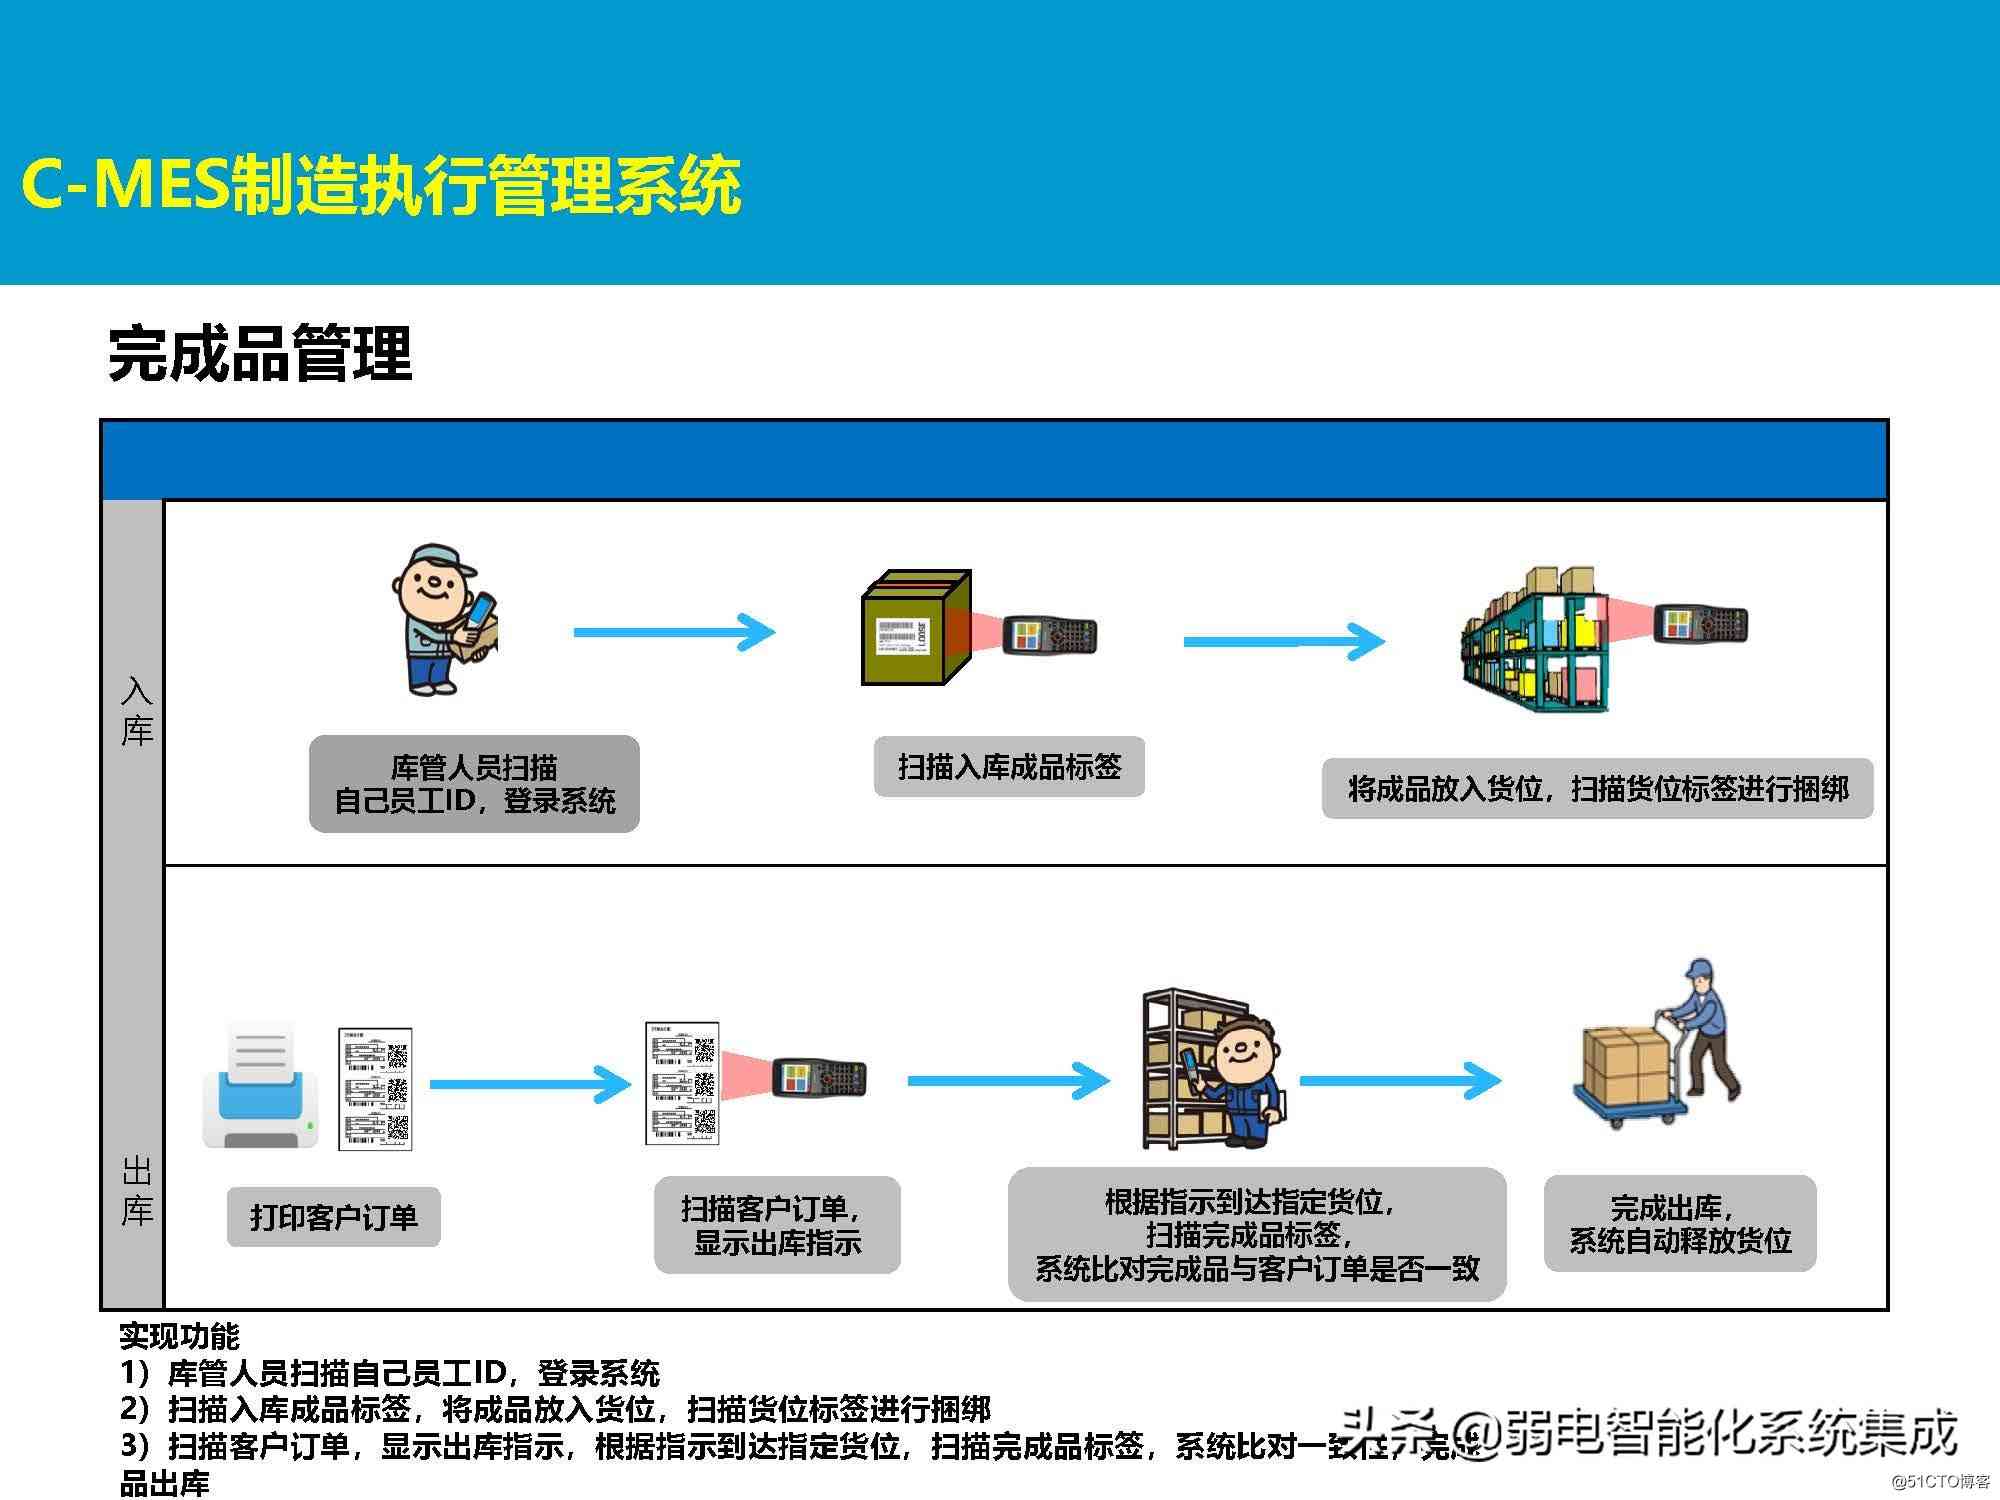 C-MES制造执行管理系统
完成品管理
入库
库管人员扫描
自己员工ID，登录系统
扫描入库成品标签
将成品放入货位，扫描货位标签进行捆绑
出库
打印客户订单
扫描客户订单，
显示出库指示
根据指示到达指定货位，
扫描完成品标签，
系统比对完成品与客户订单是否一致
完成出库，
系统自动释放货位
实现功能
1）库管人员扫描自己员工ID，登录系统
2）扫描入库成品标签，将成品放入货位，扫描货位标签进行捆绑
3）扫描客户订单，显示出库指示，根据指示到达指定货位，扫描完成品标签，系统比对一致性，完成
品出库
头条 @弱电智能化系统集成
@51CTO博客